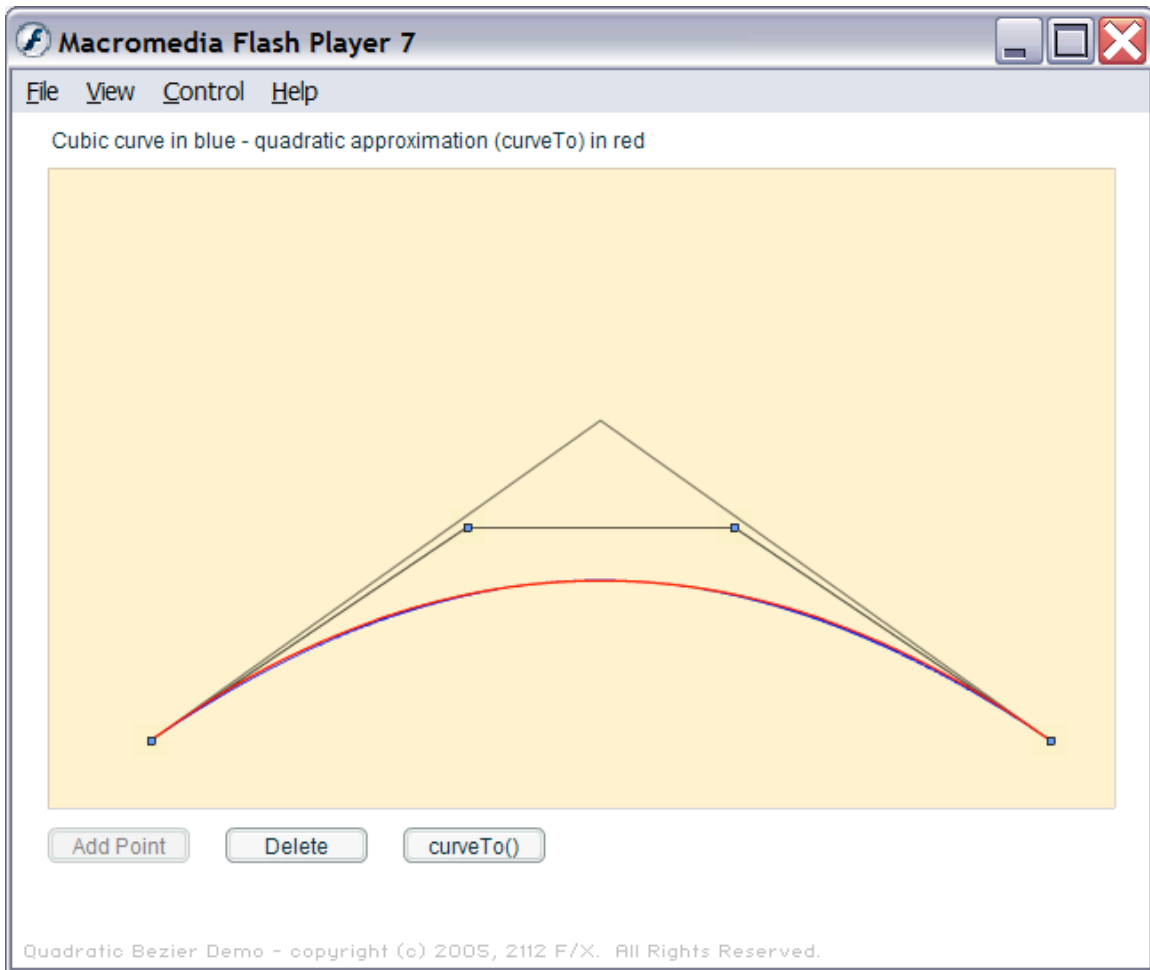 Macromedia Flash Player 7
File View Control Help
Cubic curve in blue - quadratic approximation (curveTo) in red
Add Point Delete curveTo()
Quadratic Bezier Demo - copyright (c) 2005, 2112 F/X. All Rights Reserved.